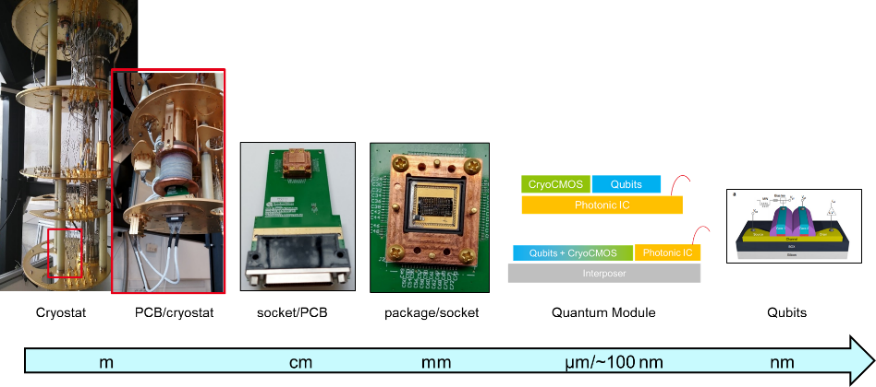 CryoCMOS
Qubits
Photonic IC
Qubits + CryoCMOS
Photonic IC
Interposer
Cryostat
PCB/cryostat
socket/PCB
package/socket
Quantum Module
Qubits
m
cm
mm
μm/~100 nm
nm